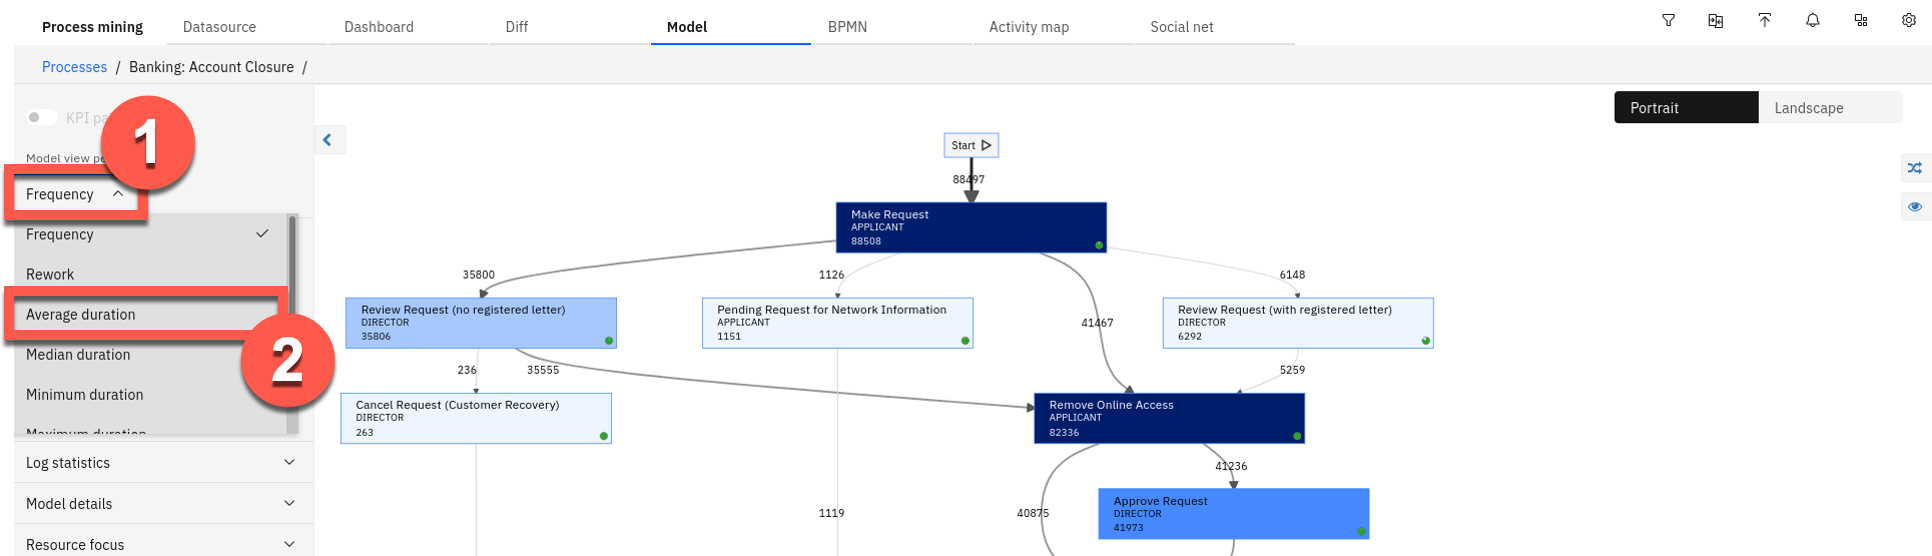 Process mining
Datasource
Dashboard
Diff
Model
BPMN
Activity map
Social net
Processes / Banking: Account Closure /
KPI
1
Model view
Frequency
Frequency
Rework
Average duration
2
Median duration
Minimum duration
Maximum duration
Log statistics
Model details
Resource focus
Portrait
Landscape
Start
88497
Make Request
APPLICANT
88508
35800
1126
41467
6148
Review Request (no registered letter)
DIRECTOR
35806
Pending Request for Network Information
APPLICANT
1151
Review Request (with registered letter)
DIRECTOR
6292
236
35555
5259
Cancel Request (Customer Recovery)
DIRECTOR
263
Remove Online Access
APPLICANT
82336
41236
1119
40875
Approve Request
DIRECTOR
41973